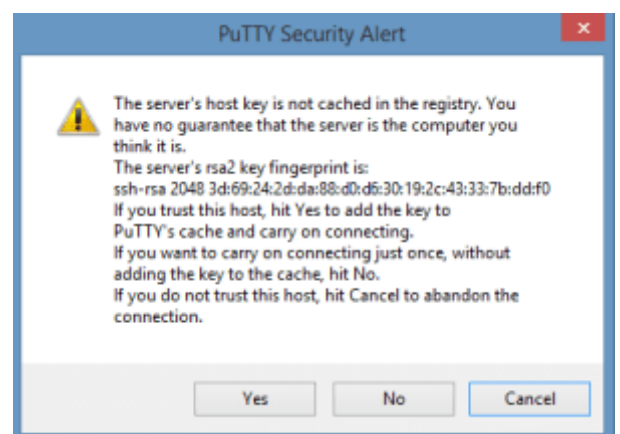 PuTTY Security Alert
The server's host key is not cached in the registry. You
have no guarantee that the server is the computer you
think it is.
The server's rsa2 key fingerprint is:
ssh-rsa 2048 3d:69:24:2d:da:88:d0:d6:30:19:2c:43:33:7b:dd:f0
If you trust this host, hit Yes to add the key to
PuTTY's cache and carry on connecting.
If you want to carry on connecting just once, without
adding the key to the cache, hit No.
If you do not trust this host, hit Cancel to abandon the
connection.
Yes No Cancel